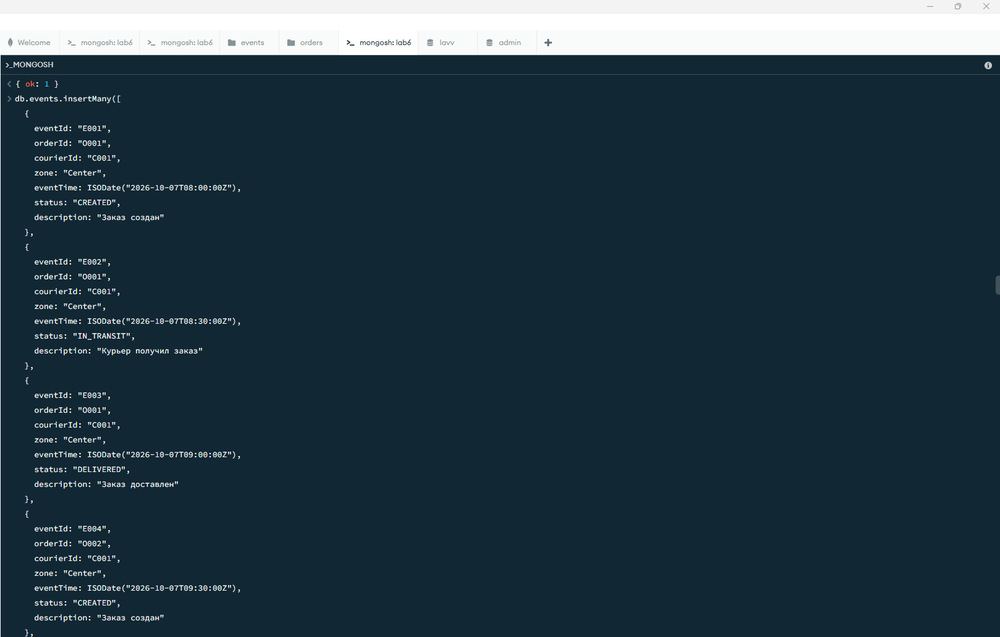 Welcome
mongosh: lab6
mongosh: lab6
events
orders
mongosh: lab6
lavv
admin
>_MONGOSH
{ ok: 1 }
db.events.insertMany([
{
eventId: "E001",
orderId: "O001",
courierId: "C001",
zone: "Center",
eventTime: ISODate("2026-10-07T08:00:00Z"),
status: "CREATED",
description: "Заказ создан"
},
{
eventId: "E002",
orderId: "O001",
courierId: "C001",
zone: "Center",
eventTime: ISODate("2026-10-07T08:30:00Z"),
status: "IN_TRANSIT",
description: "Курьер получил заказ"
},
{
eventId: "E003",
orderId: "O001",
courierId: "C001",
zone: "Center",
eventTime: ISODate("2026-10-07T09:00:00Z"),
status: "DELIVERED",
description: "Заказ доставлен"
},
{
eventId: "E004",
orderId: "O002",
courierId: "C001",
zone: "Center",
eventTime: ISODate("2026-10-07T09:30:00Z"),
status: "CREATED",
description: "Заказ создан"
},